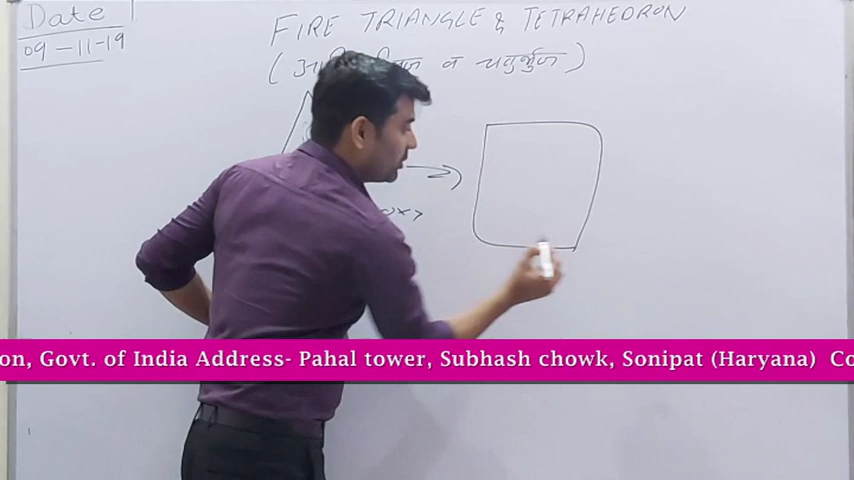 Date
09-11-19
FIRE TRIANGLE & TETRAHEDRON
( व चतुर्भुज )
on, Govt. of India Address- Pahal tower, Subhash chowk, Sonipat (Haryana) Co